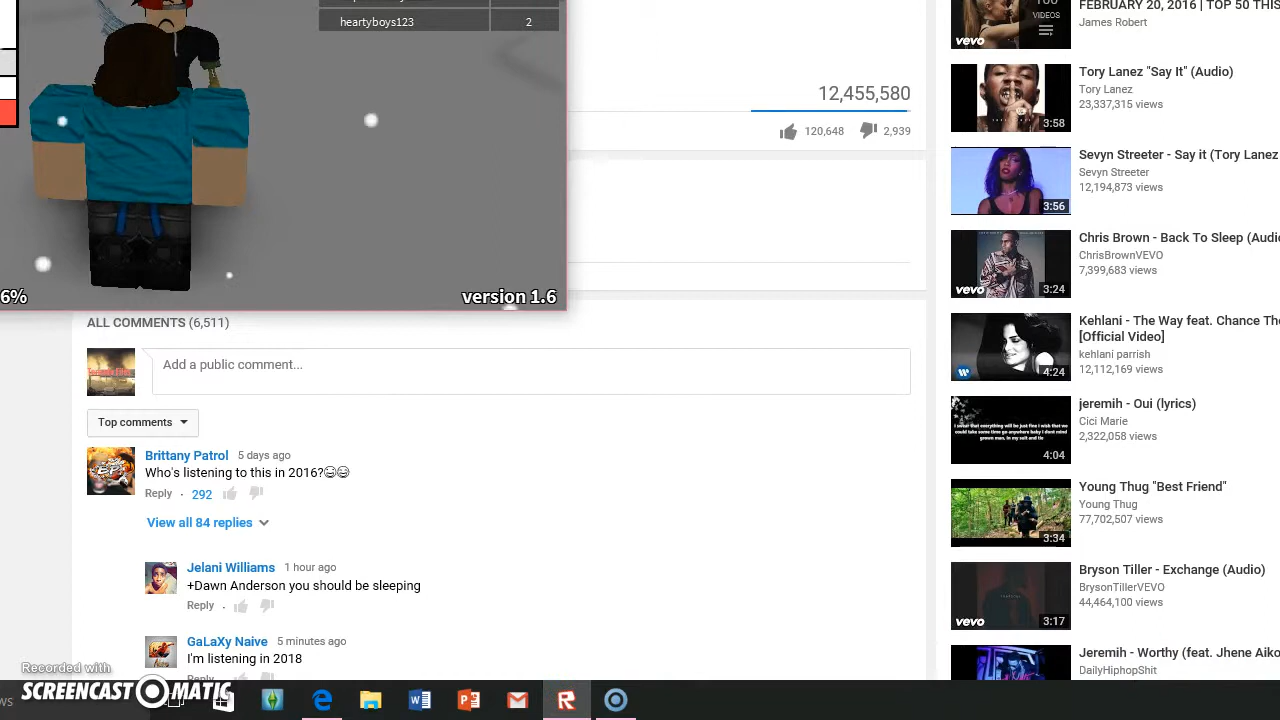 heartyboys123 2
6%
version 1.6
12,455,580
120,648 2,939
ALL COMMENTS (6,511)
Add a public comment...
Top comments
Brittany Patrol 5 days ago
Who's listening to this in 2016?😂😂
Reply · 292
View all 84 replies
Jelani Williams 1 hour ago
+Dawn Anderson you should be sleeping
Reply ·
GaLaXy Naive 5 minutes ago
I'm listening in 2018
Reply
VIDEOS
vevo
FEBRUARY 20, 2016 | TOP 50 THIS
James Robert
3:58
Tory Lanez "Say It" (Audio)
Tory Lanez
23,337,315 views
3:56
Sevyn Streeter - Say it (Tory Lanez
Sevyn Streeter
12,194,873 views
vevo
3:24
Chris Brown - Back To Sleep (Audio
ChrisBrownVEVO
7,399,683 views
4:24
Kehlani - The Way feat. Chance The
[Official Video]
kehlani parrish
12,112,169 views
4:04
jeremih - Oui (lyrics)
Cici Marie
2,322,058 views
3:34
Young Thug "Best Friend"
Young Thug
77,702,507 views
vevo
3:17
Bryson Tiller - Exchange (Audio)
BrysonTillerVEVO
44,464,100 views
Jeremih - Worthy (feat. Jhene Aiko
DailyHiphopShit
Recorded with
SCREENCAST-O-MATIC